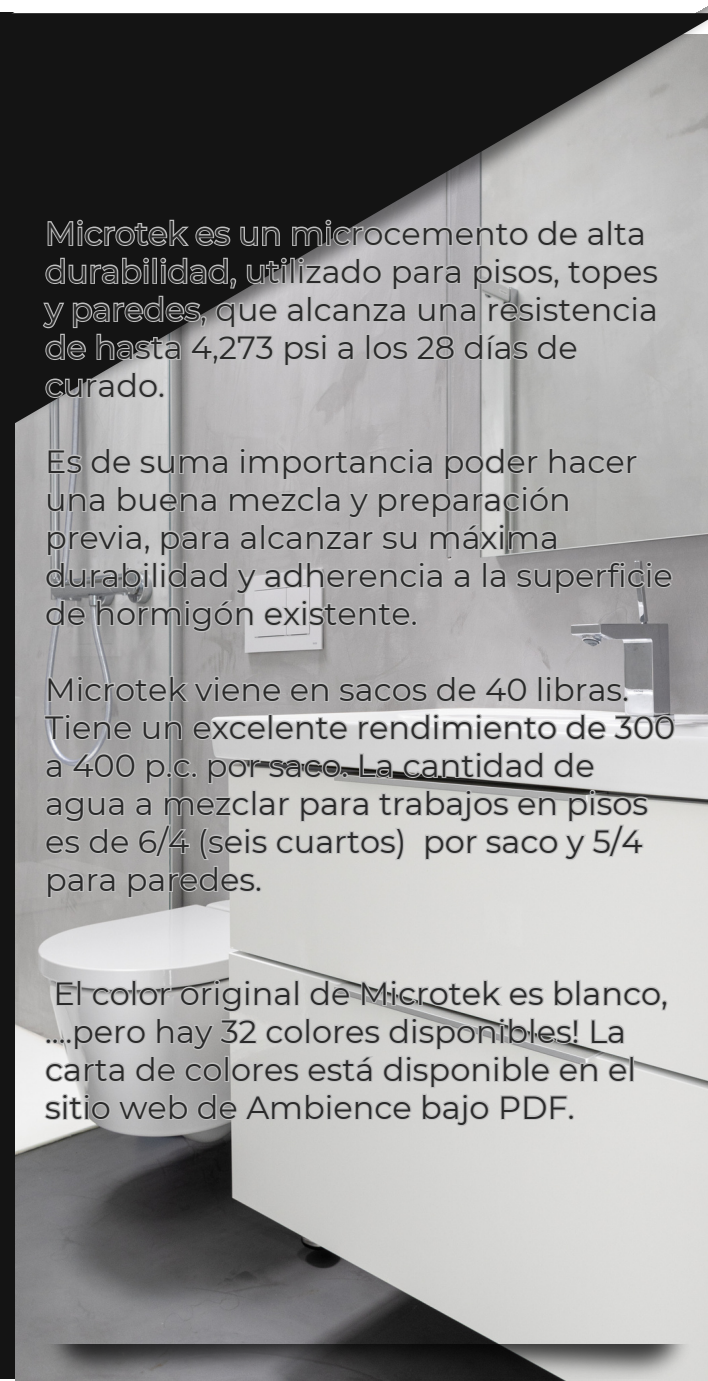 Microtek es un microcemento de alta
durabilidad, utilizado para pisos, topes
y paredes, que alcanza una resistencia
de hasta 4,273 psi a los 28 días de
curado.
Es de suma importancia poder hacer
una buena mezcla y preparación
previa, para alcanzar su máxima
durabilidad y adherencia a la superficie
de hormigón existente.
Microtek viene en sacos de 40 libras.
Tiene un excelente rendimiento de 300
a 400 p.c. por saco. La cantidad de
agua a mezclar para trabajos en pisos
es de 6/4 (seis cuartos)  por saco y 5/4
para paredes.
El color original de Microtek es blanco,
....pero hay 32 colores disponibles! La
carta de colores está disponible en el
sitio web de Ambience bajo PDF.